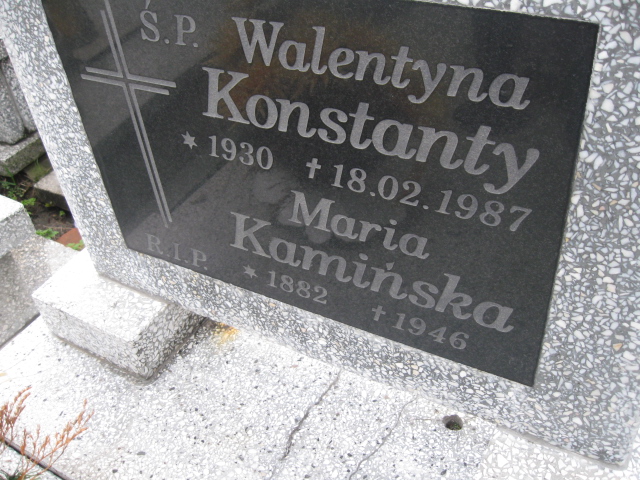 Ś.P. Walentyna
Konstanty
* 1930 ✝ 18.02.1987
Maria
Kamińska
R.I.P. * 1882 ✝ 1946